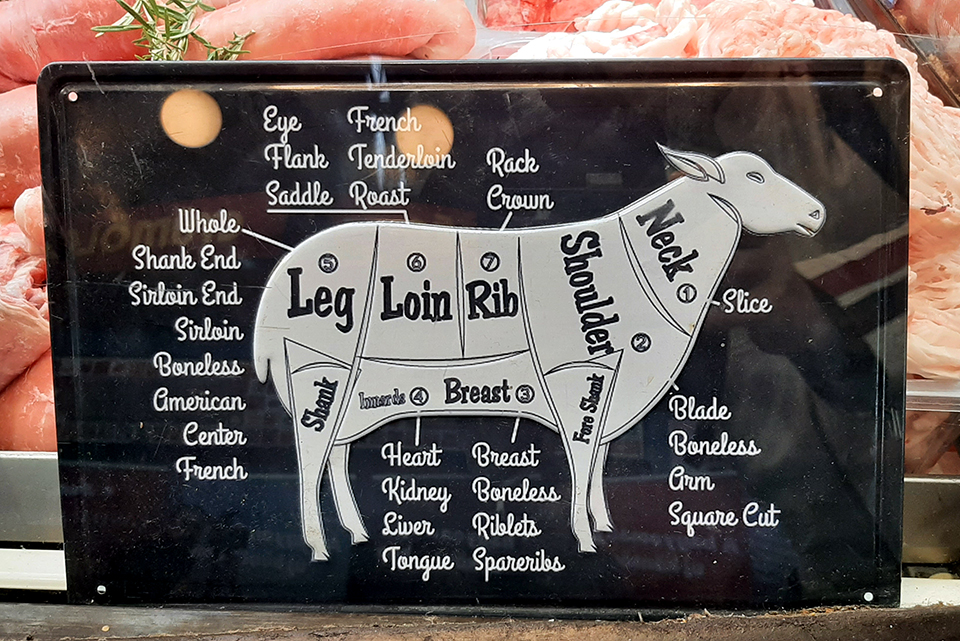 Eye French
Flank Tenderloin
Saddle Roast
Rack
Crown
Whole
Shank End
Sirloin End
Sirloin
Boneless
American
Center
French
5
Leg
6
Loin
7
Rib
Shoulder
2
Neck
1
Slice
Shank
Innards 4
Breast 3
Fore Shank
Heart
Kidney
Liver
Tongue
Breast
Boneless
Riblets
Spareribs
Blade
Boneless
Arm
Square Cut